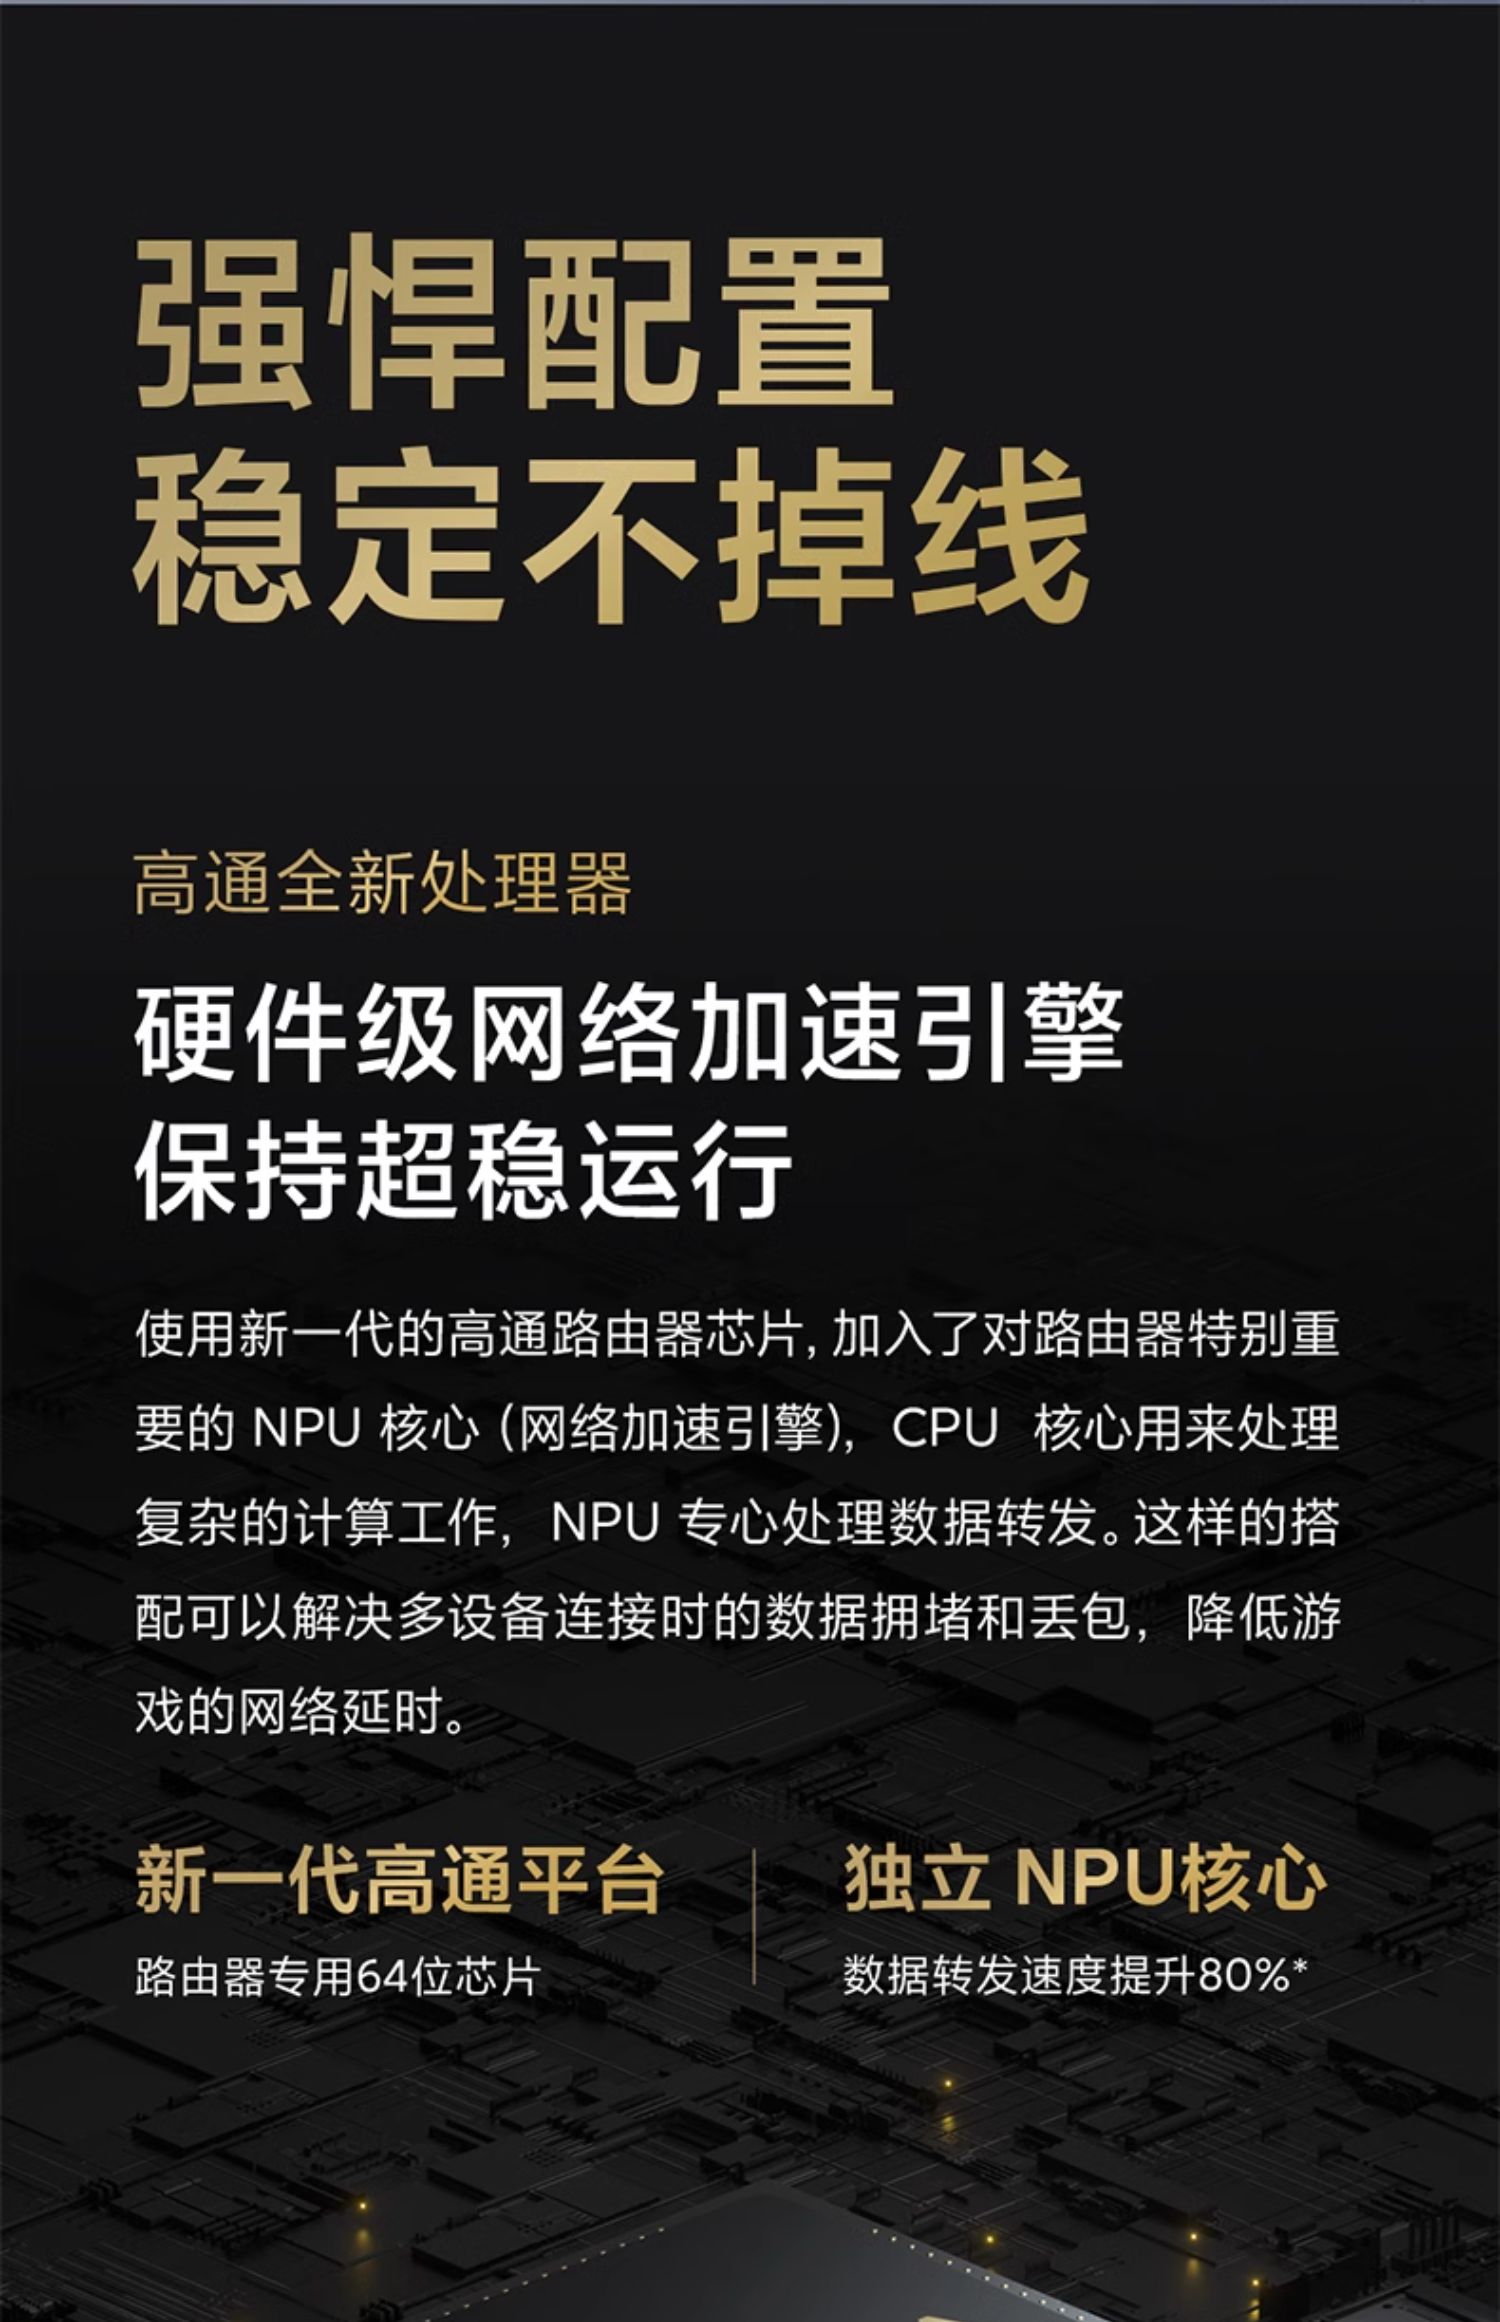 强悍配置
稳定不掉线
高通全新处理器
硬件级网络加速引擎
保持超稳运行
使用新一代的高通路由器芯片，加入了对路由器特别重
要的 NPU 核心（网络加速引擎），CPU 核心用来处理
复杂的计算工作，NPU 专心处理数据转发。这样的搭
配可以解决多设备连接时的数据拥堵和丢包，降低游
戏的网络延时。
新一代高通平台
独立 NPU核心
路由器专用64位芯片
数据转发速度提升80%*